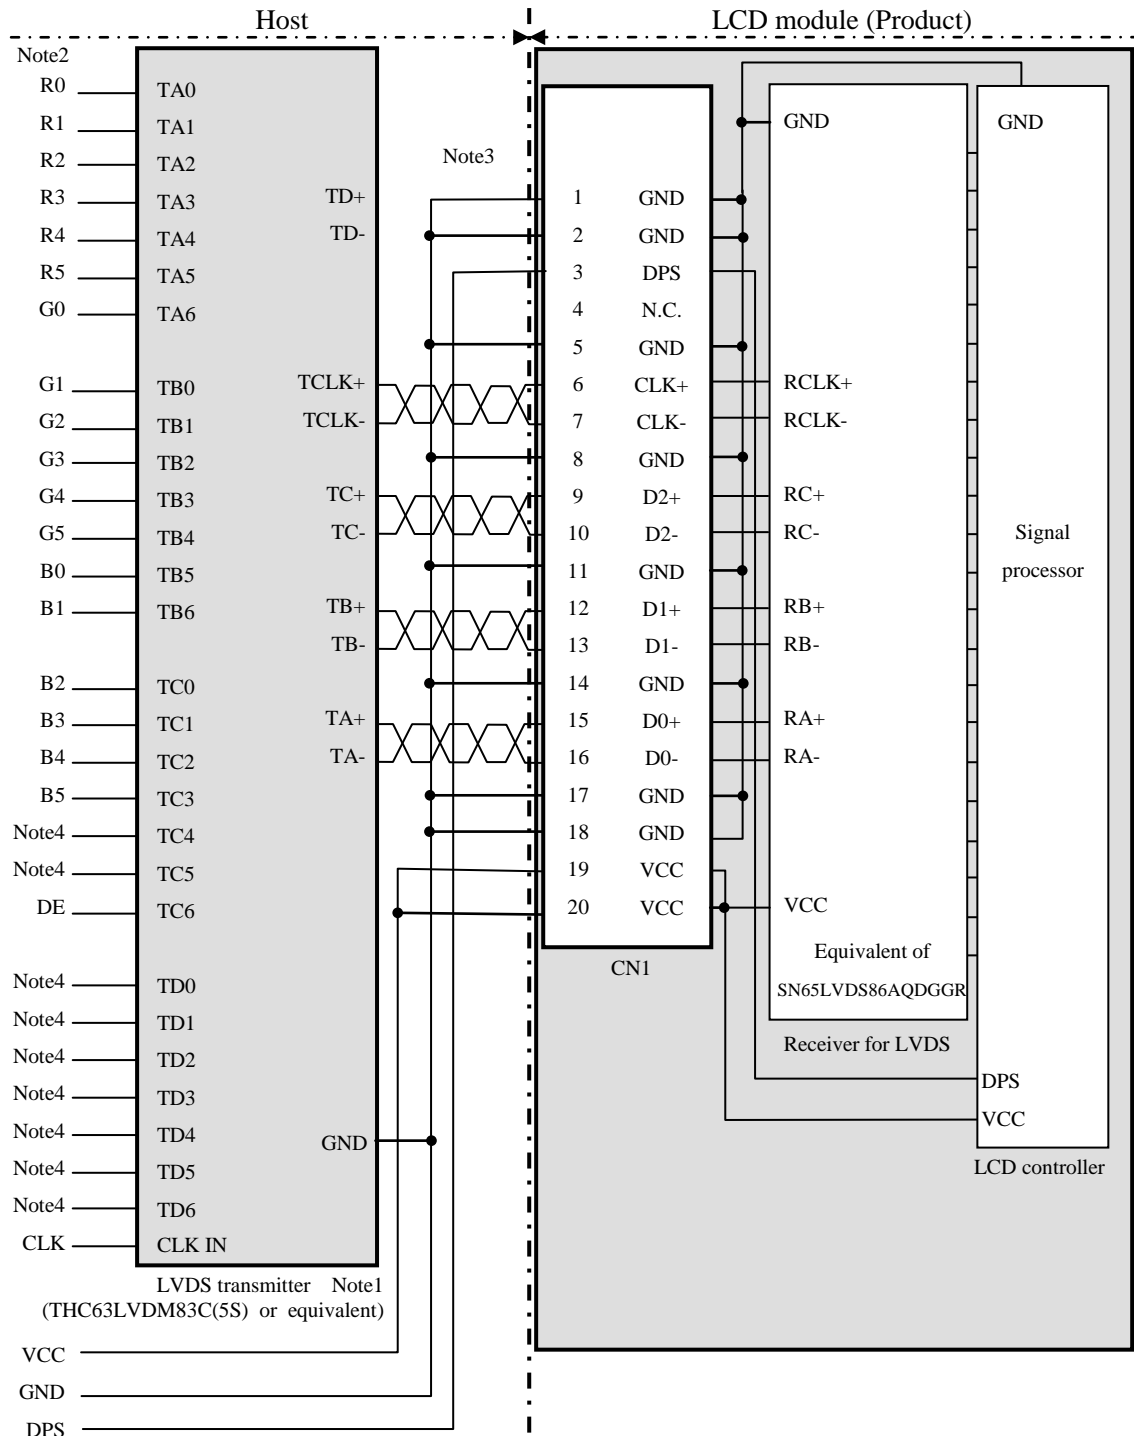 Host
LCD module (Product)
Note2
R0
R1
R2
R3
R4
R5
G0
G1
G2
G3
G4
G5
B0
B1
B2
B3
B4
B5
Note4
Note4
DE
Note4
Note4
Note4
Note4
Note4
Note4
Note4
CLK
TA0
TA1
TA2
TA3
TA4
TA5
TA6
TB0
TB1
TB2
TB3
TB4
TB5
TB6
TC0
TC1
TC2
TC3
TC4
TC5
TC6
TD0
TD1
TD2
TD3
TD4
TD5
TD6
CLK IN
TD+
TD-
TCLK+
TCLK-
TC+
TC-
TB+
TB-
TA+
TA-
GND
LVDS transmitter Note1
(THC63LVDM83C(5S) or equivalent)
VCC
GND
DPS
Note3
1 GND
2 GND
3 DPS
4 N.C.
5 GND
6 CLK+
7 CLK-
8 GND
9 D2+
10 D2-
11 GND
12 D1+
13 D1-
14 GND
15 D0+
16 D0-
17 GND
18 GND
19 VCC
20 VCC
CN1
GND
RCLK+
RCLK-
RC+
RC-
RB+
RB-
RA+
RA-
VCC
Equivalent of
SN65LVDS86AQDGGR
Receiver for LVDS
GND
Signal
processor
DPS
VCC
LCD controller